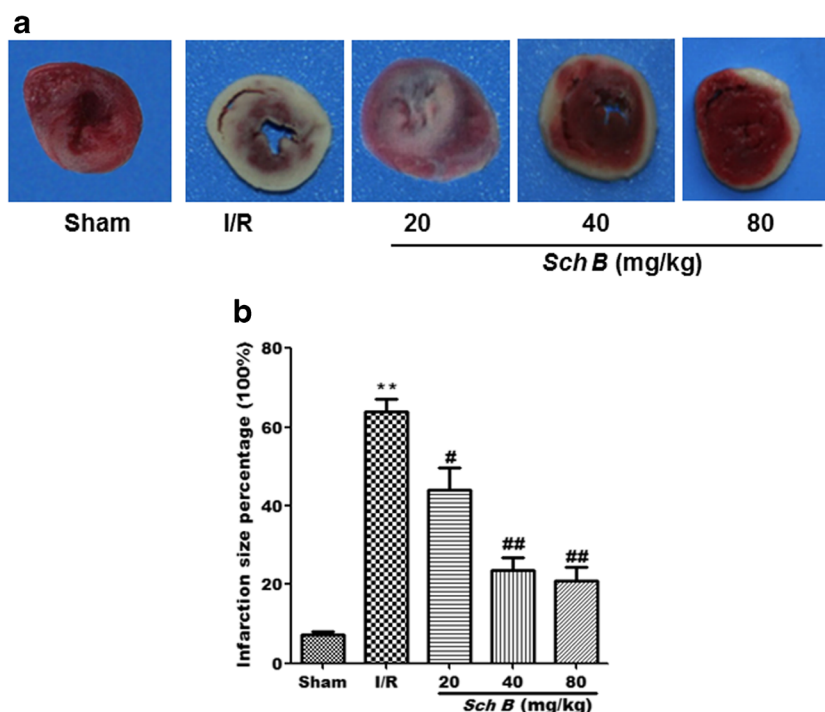 a
Sham I/R 20 40 80
Sch B (mg/kg)
b
Infarction size percentage (100%)
80
60
40
20
0
**
#
##
##
Sham I/R 20 40 80
Sch B (mg/kg)